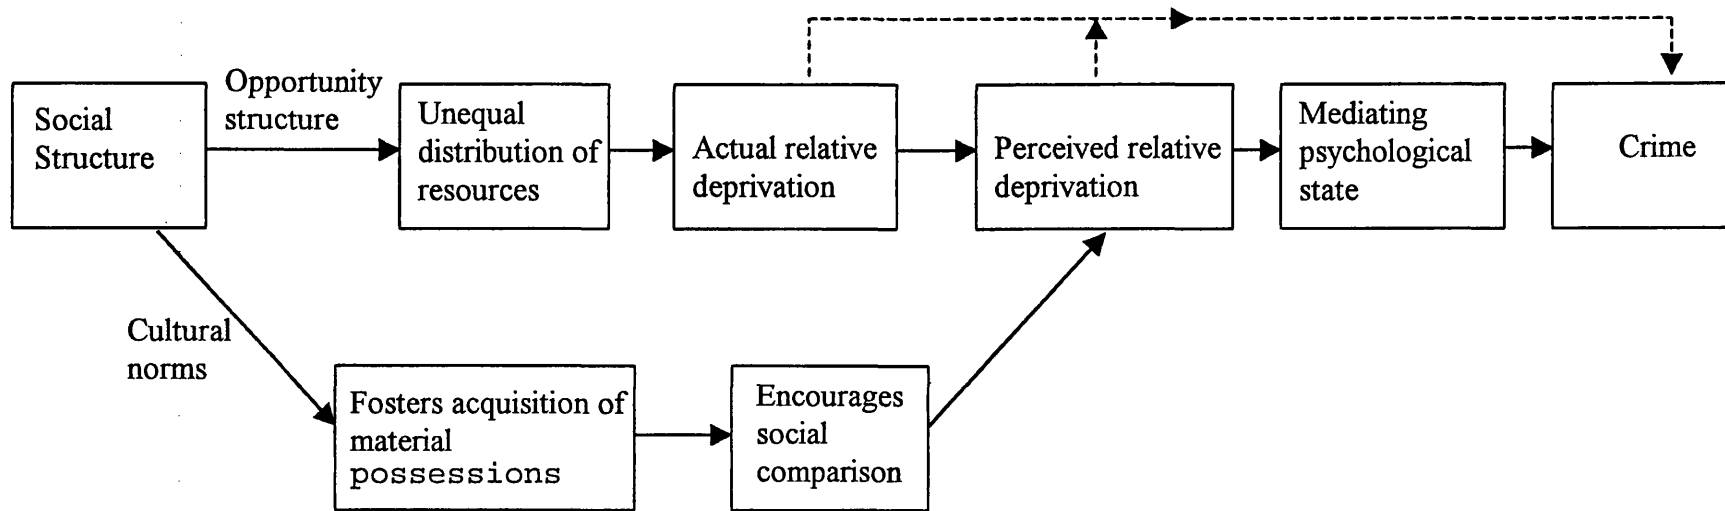 Social
Structure
Opportunity
structure
Unequal
distribution of
resources
Actual relative
deprivation
Perceived relative
deprivation
Mediating
psychological
state
Crime
Cultural
norms
Fosters acquisition of
material
possessions
Encourages
social
comparison